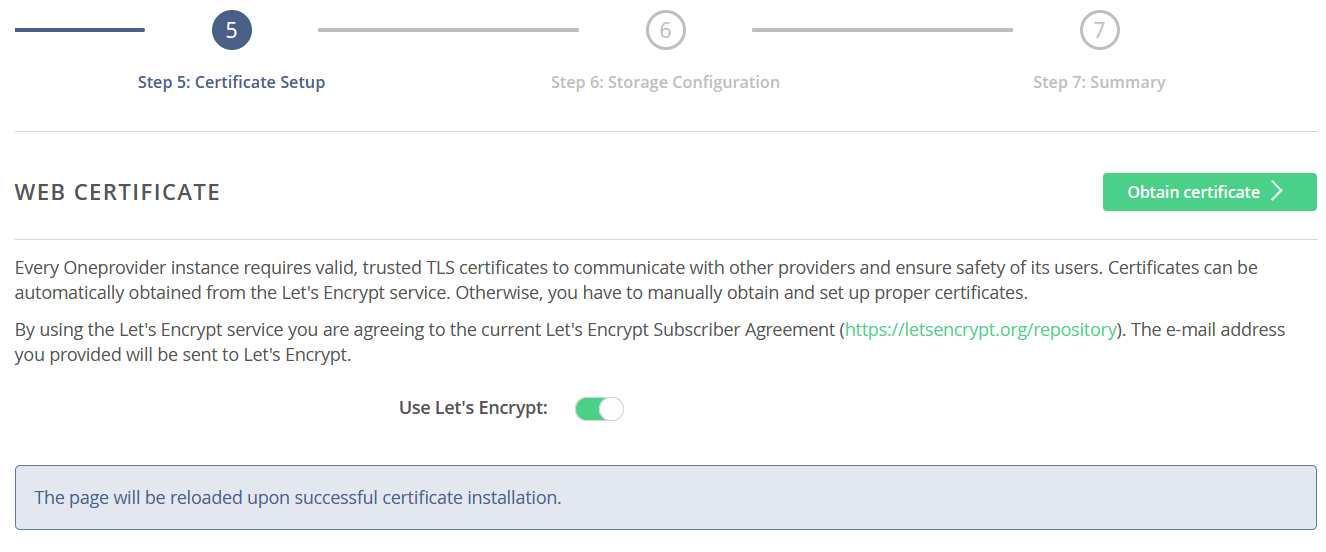 5
6
7
Step 5: Certificate Setup
Step 6: Storage Configuration
Step 7: Summary
WEB CERTIFICATE
Obtain certificate
Every Oneprovider instance requires valid, trusted TLS certificates to communicate with other providers and ensure safety of its users. Certificates can be
automatically obtained from the Let's Encrypt service. Otherwise, you have to manually obtain and set up proper certificates.
By using the Let's Encrypt service you are agreeing to the current Let's Encrypt Subscriber Agreement (https://letsencrypt.org/repository). The e-mail address
you provided will be sent to Let's Encrypt.
Use Let's Encrypt:
The page will be reloaded upon successful certificate installation.